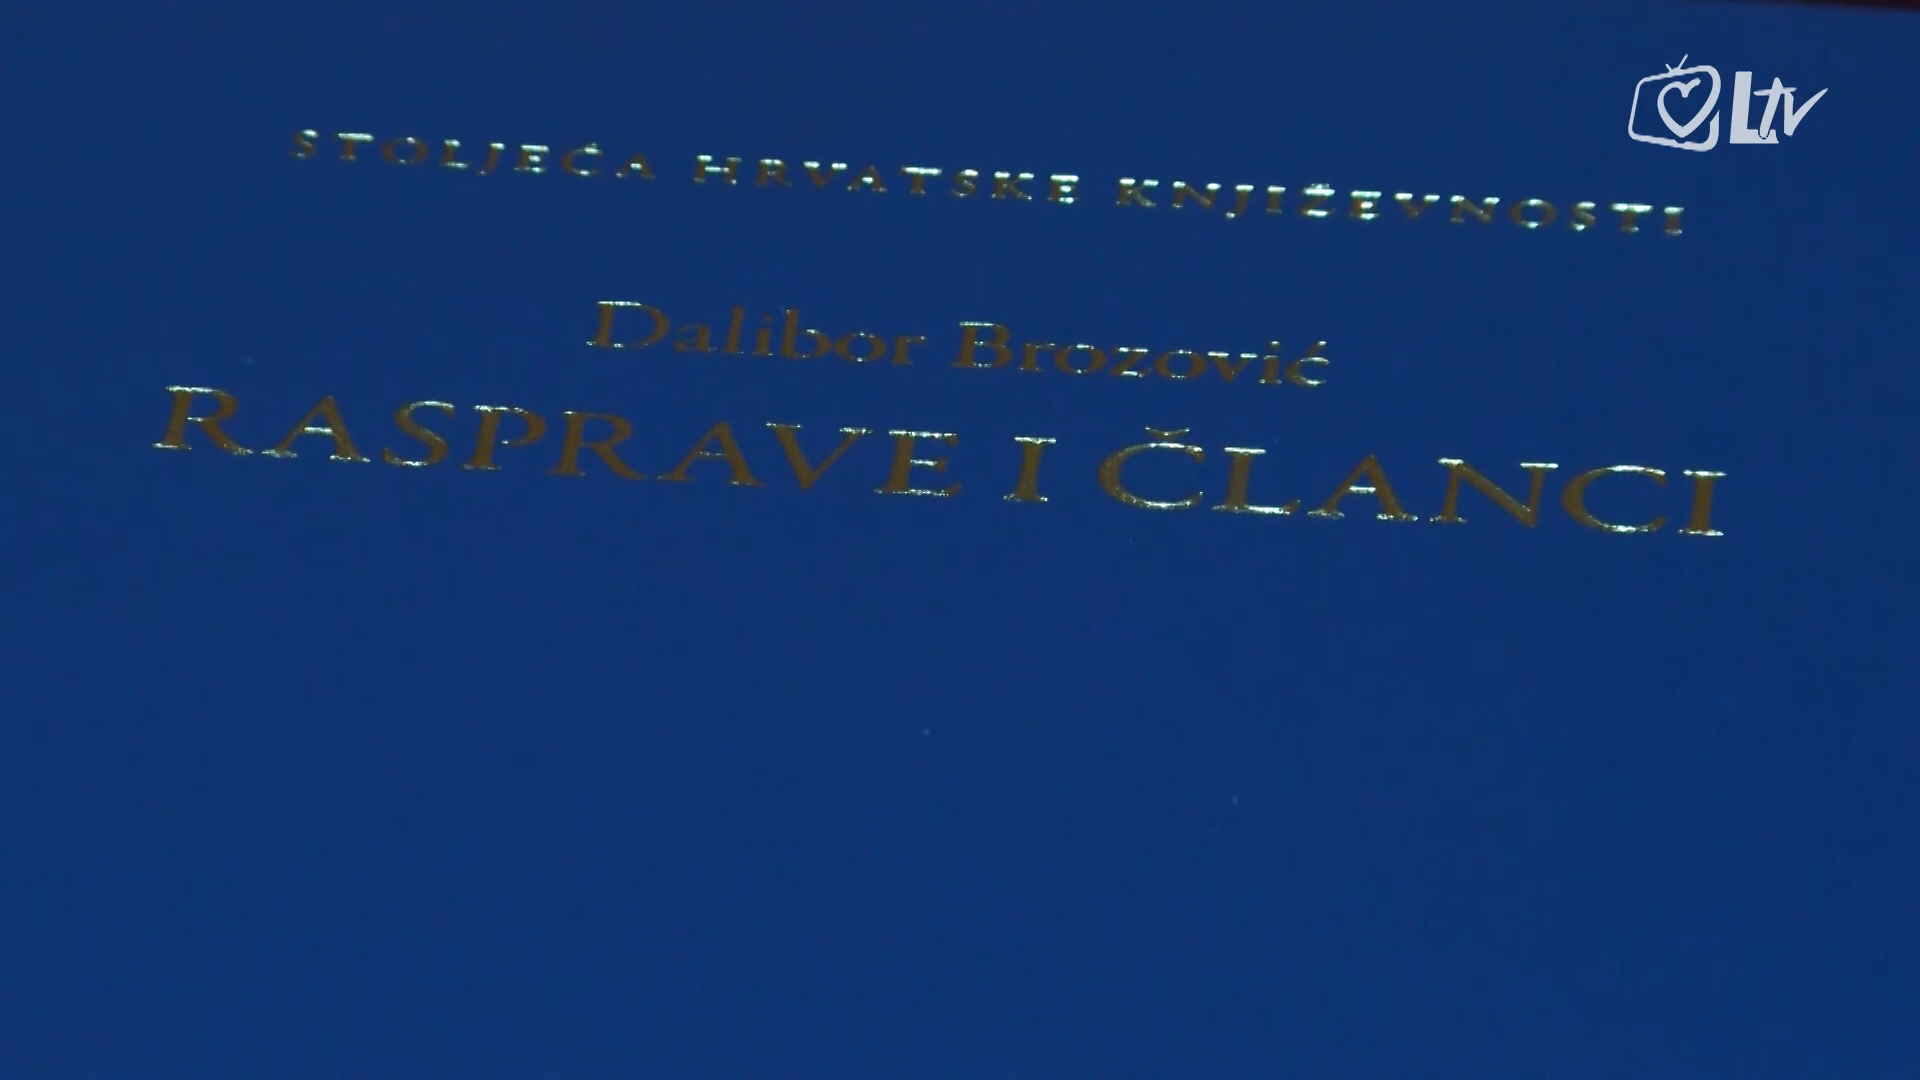 LTV
STOLJEĆA HRVATSKE KNJIŽEVNOSTI
Dalibor Brozović
RASPRAVE I ČLANCI